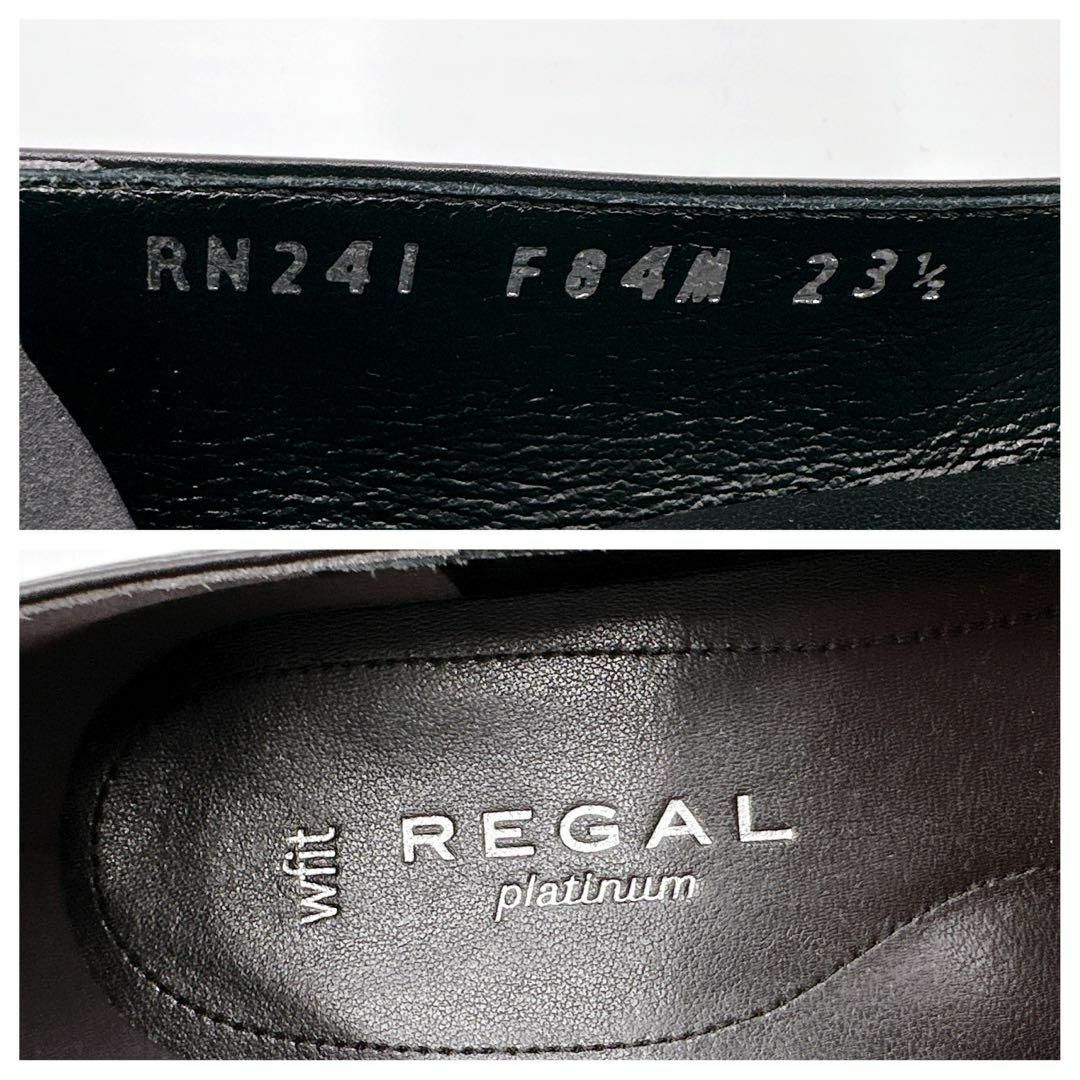 RN241 F84M 23½
wfit
REGAL
platinum